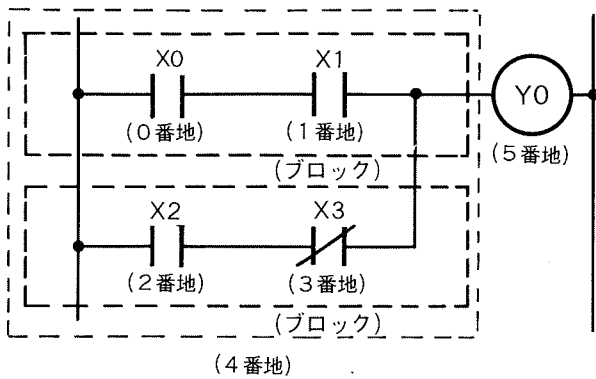 X0 X1
Y0
(0番地) (1番地)
(5番地)
(ブロック)
X2 X3
(2番地) (3番地)
(ブロック)
(4番地)